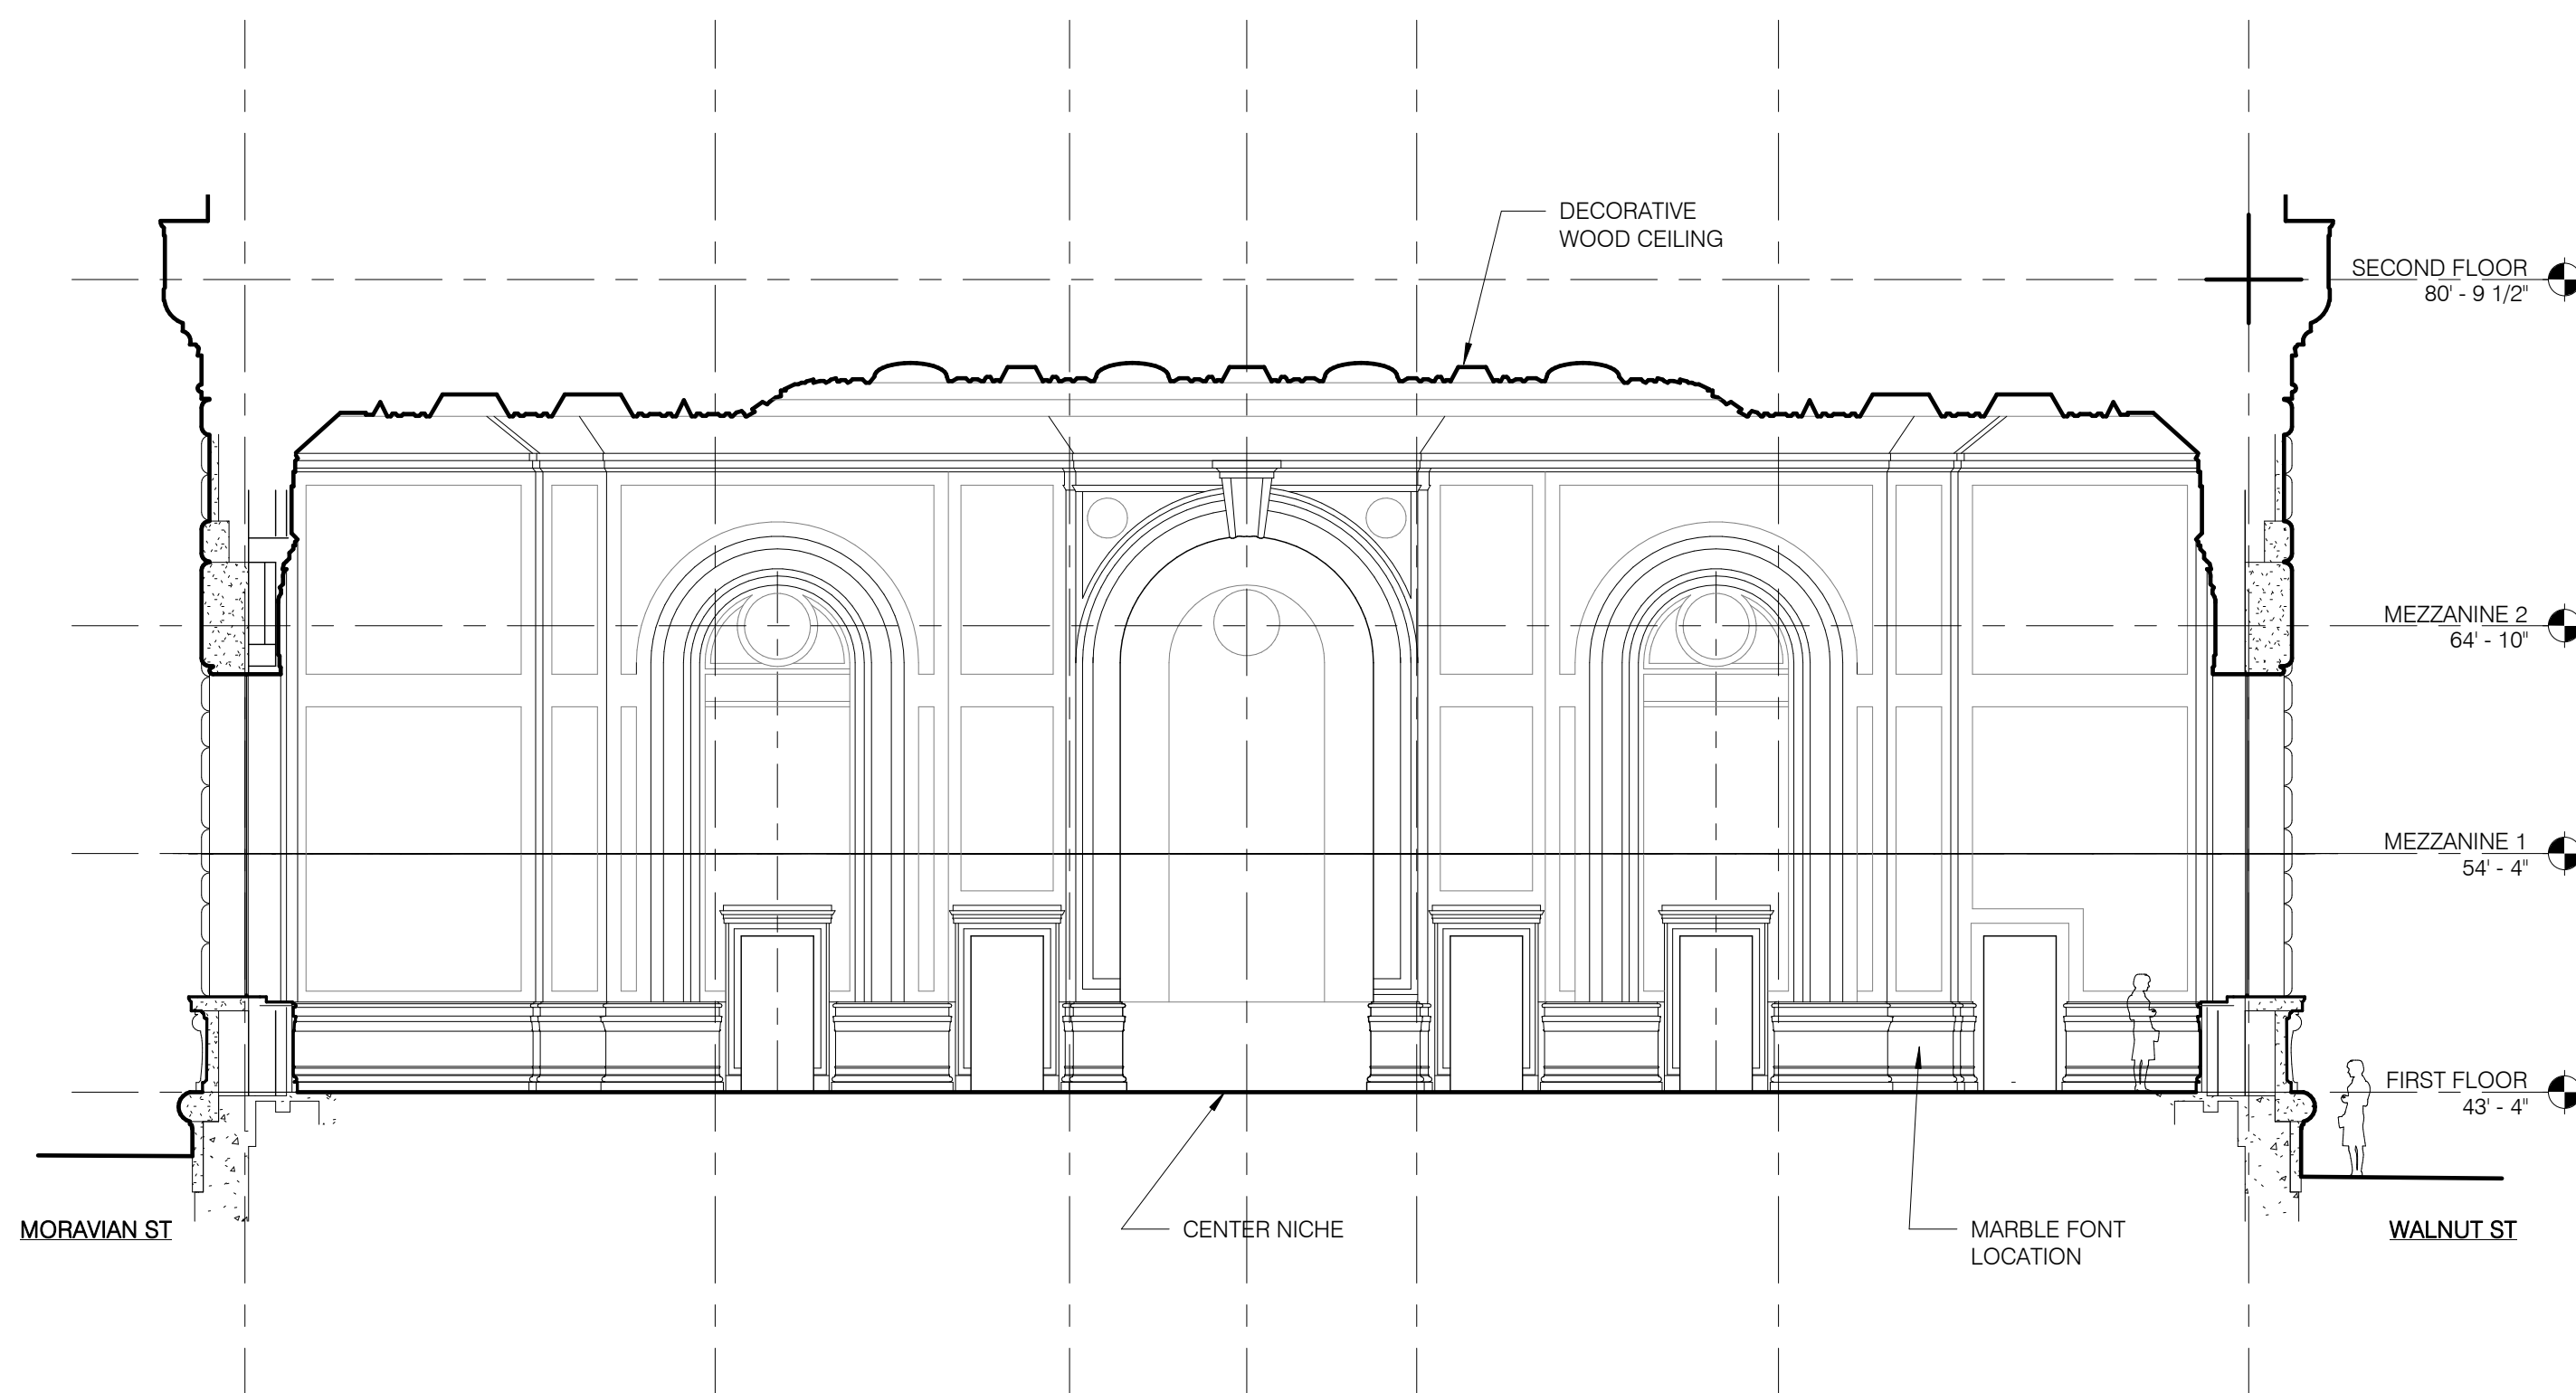 DECORATIVE
WOOD CEILING
SECOND FLOOR
80' - 9 1/2"
MEZZANINE 2
64' - 10"
MEZZANINE 1
54' - 4"
FIRST FLOOR
43' - 4"
MORAVIAN ST
CENTER NICHE
MARBLE FONT
LOCATION
WALNUT ST